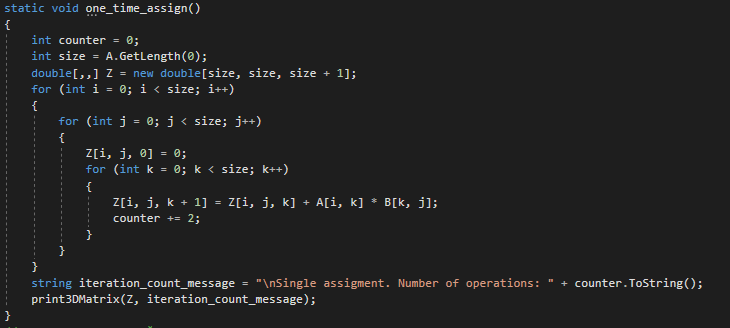 static void one_time_assign()
{
int counter = 0;
int size = A.GetLength(0);
double[,,] Z = new double[size, size, size + 1];
for (int i = 0; i < size; i++)
{
for (int j = 0; j < size; j++)
{
Z[i, j, 0] = 0;
for (int k = 0; k < size; k++)
{
Z[i, j, k + 1] = Z[i, j, k] + A[i, k] * B[k, j];
counter += 2;
}
}
}
string iteration_count_message = "\nSingle assigment. Number of operations: " + counter.ToString();
print3DMatrix(Z, iteration_count_message);
}